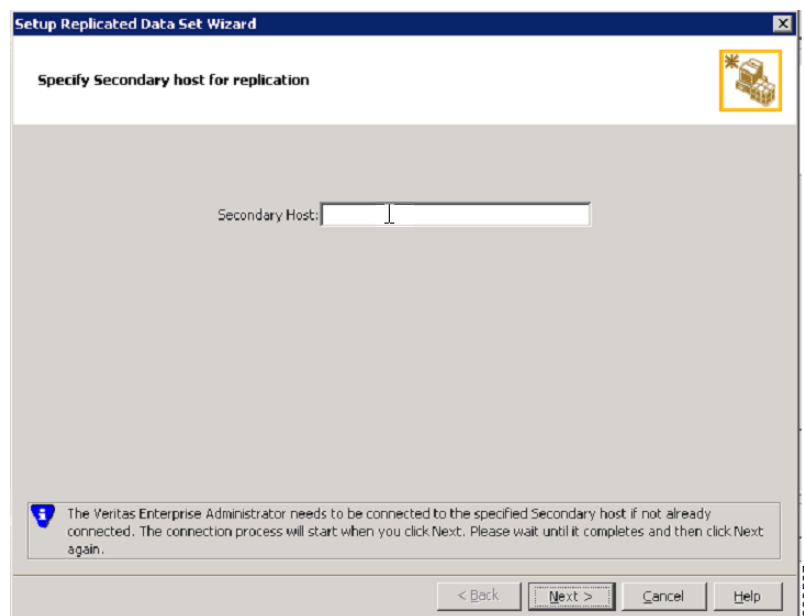 Setup Replicated Data Set Wizard
Specify Secondary host for replication
Secondary Host:
The Veritas Enterprise Administrator needs to be connected to the specified Secondary host if not already
connected. The connection process will start when you click Next. Please wait until it completes and then click Next
again.
< Back Next > Cancel Help